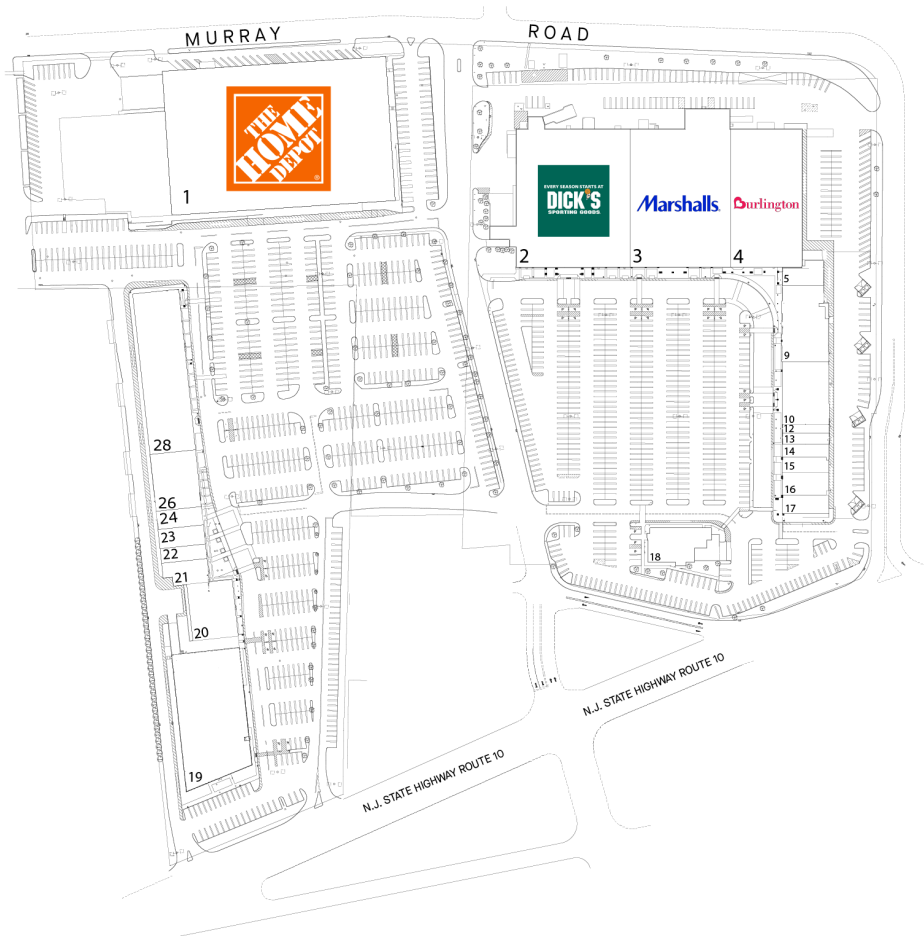 MURRAY
ROAD
THE
HOME
DEPOT
EVERY SEASON STARTS AT
DICK'S
SPORTING GOODS
Marshalls.
Burlington
1
2
3
4
5
9
10
12
13
14
15
16
17
18
28
26
24
23
22
21
20
19
N.J. STATE HIGHWAY ROUTE 10
N.J. STATE HIGHWAY ROUTE 10